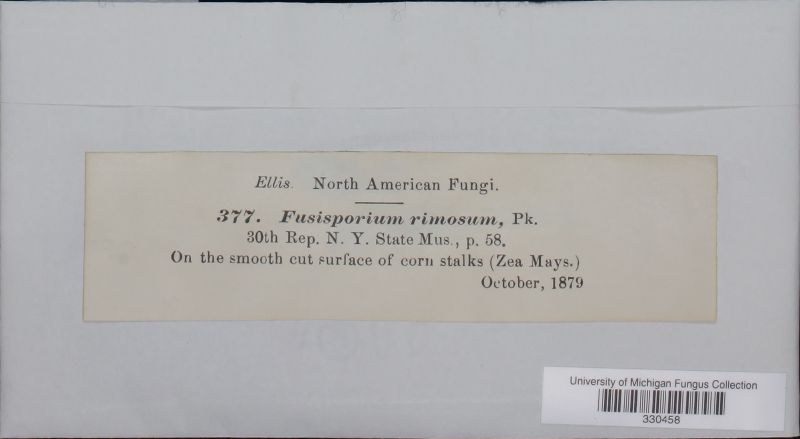 Ellis. North American Fungi.
377. Fusisporium rimosum, Pk.
30th Rep. N. Y. State Mus., p. 58.
On the smooth cut surface of corn stalks (Zea Mays.)
October, 1879
University of Michigan Fungus Collection
330458